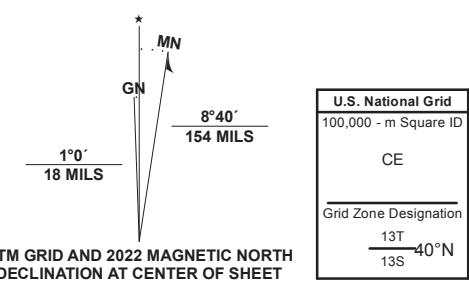 ★
MN
GN
8°40´
154 MILS
1°0´
18 MILS
TM GRID AND 2022 MAGNETIC NORTH
DECLINATION AT CENTER OF SHEET
U.S. National Grid
100,000 - m Square ID
CE
Grid Zone Designation
13T
40°N
13S